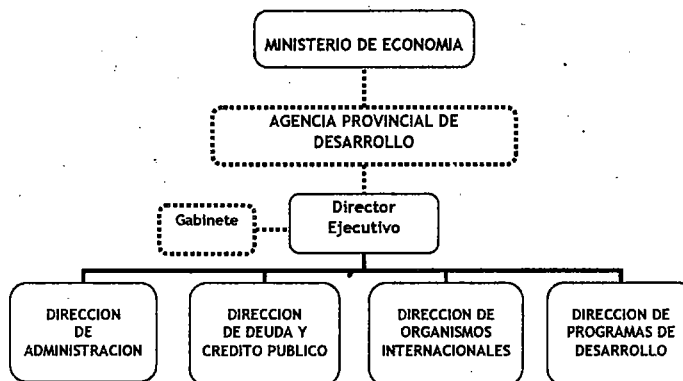 MINISTERIO DE ECONOMIA
AGENCIA PROVINCIAL DE
DESARROLLO
Gabinete
Director
Ejecutivo
DIRECCION
DE
ADMINISTRACION
DIRECCION
DE DEUDA Y
CREDITO PUBLICO
DIRECCION DE
ORGANISMOS
INTERNACIONALES
DIRECCION DE
PROGRAMAS DE
DESARROLLO